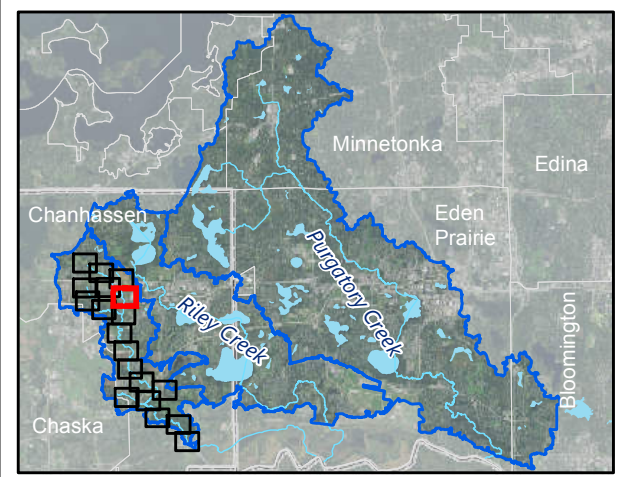 Minnetonka
Edina
Chanhassen
Eden
Prairie
Purgatory Creek
Riley Creek
Bloomington
Chaska